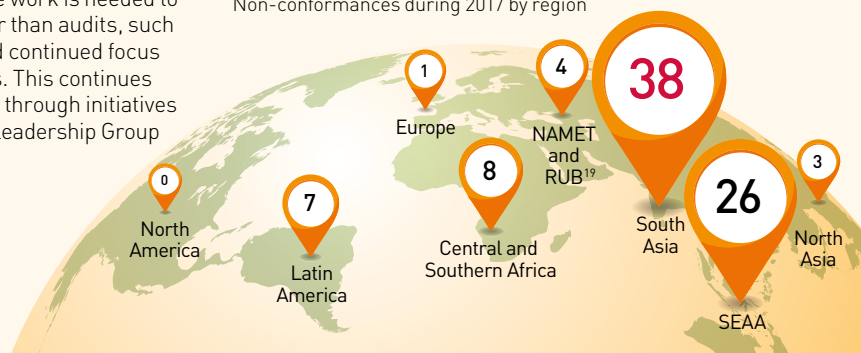 e work is needed to
r than audits, such
d continued focus
s. This continues
through initiatives
eadership Group
Non-conformances during 2017 by region
0
North
America
7
Latin
America
1
Europe
8
Central and
Southern Africa
4
NAMET
and
RUB19
38
South
Asia
26
SEAA
3
North
Asia